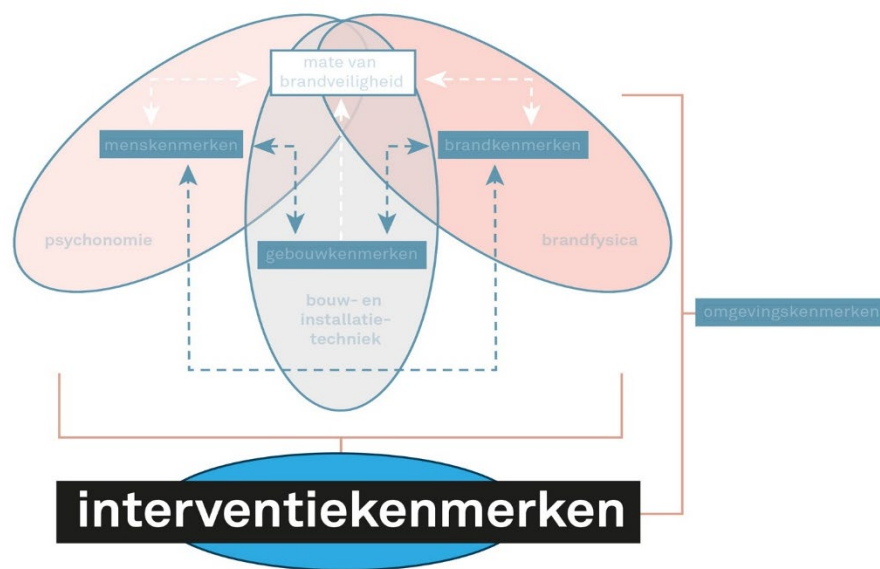 mate van
brandveiligheid
menskenmerken
brandkenmerken
psychonomie
gebouwkenmerken
brandfysica
bouw- en
installatie-
techniek
omgevingskenmerken
interventiekenmerken